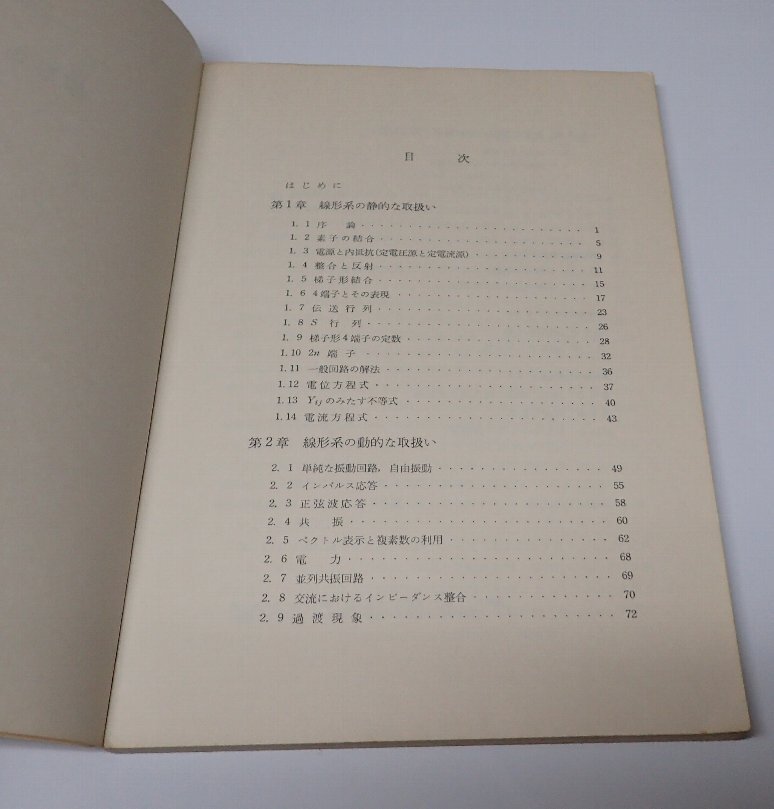 目 次
はじめに
第1章 線形系の静的な取扱い
1. 1 序 論 ・・・・・・・・・・・・・・・・・・・・ 1
1. 2 素子の結合 ・・・・・・・・・・・・・・・・・・・・ 5
1. 3 電源と内抵抗(定電圧源と定電流源) ・・・・・・・・・・ 9
1. 4 整合と反射 ・・・・・・・・・・・・・・・・・・・・ 11
1. 5 梯子形結合 ・・・・・・・・・・・・・・・・・・・・ 15
1. 6 4端子とその表現 ・・・・・・・・・・・・・・・・・・ 17
1. 7 伝送行列 ・・・・・・・・・・・・・・・・・・・・ 23
1. 8 S 行 列 ・・・・・・・・・・・・・・・・・・・・ 26
1. 9 梯子形4端子の定数 ・・・・・・・・・・・・・・・・・ 28
1.10 2n 端 子 ・・・・・・・・・・・・・・・・・・・・ 32
1.11 一般回路の解法 ・・・・・・・・・・・・・・・・・・・ 36
1.12 電位方程式 ・・・・・・・・・・・・・・・・・・・・ 37
1.13 Yijのみたす不等式 ・・・・・・・・・・・・・・・・・ 40
1.14 電流方程式 ・・・・・・・・・・・・・・・・・・・・ 43
第2章 線形系の動的な取扱い
2. 1 単純な振動回路,自由振動 ・・・・・・・・・・・・・・ 49
2. 2 インパルス応答 ・・・・・・・・・・・・・・・・・・・ 55
2. 3 正弦波応答 ・・・・・・・・・・・・・・・・・・・・ 58
2. 4 共 振 ・・・・・・・・・・・・・・・・・・・・ 60
2. 5 ベクトル表示と複素数の利用 ・・・・・・・・・・・・・ 62
2. 6 電 力 ・・・・・・・・・・・・・・・・・・・・ 68
2. 7 並列共振回路 ・・・・・・・・・・・・・・・・・・・・ 69
2. 8 交流におけるインピーダンス整合 ・・・・・・・・・・・・ 70
2. 9 過渡現象 ・・・・・・・・・・・・・・・・・・・・ 72